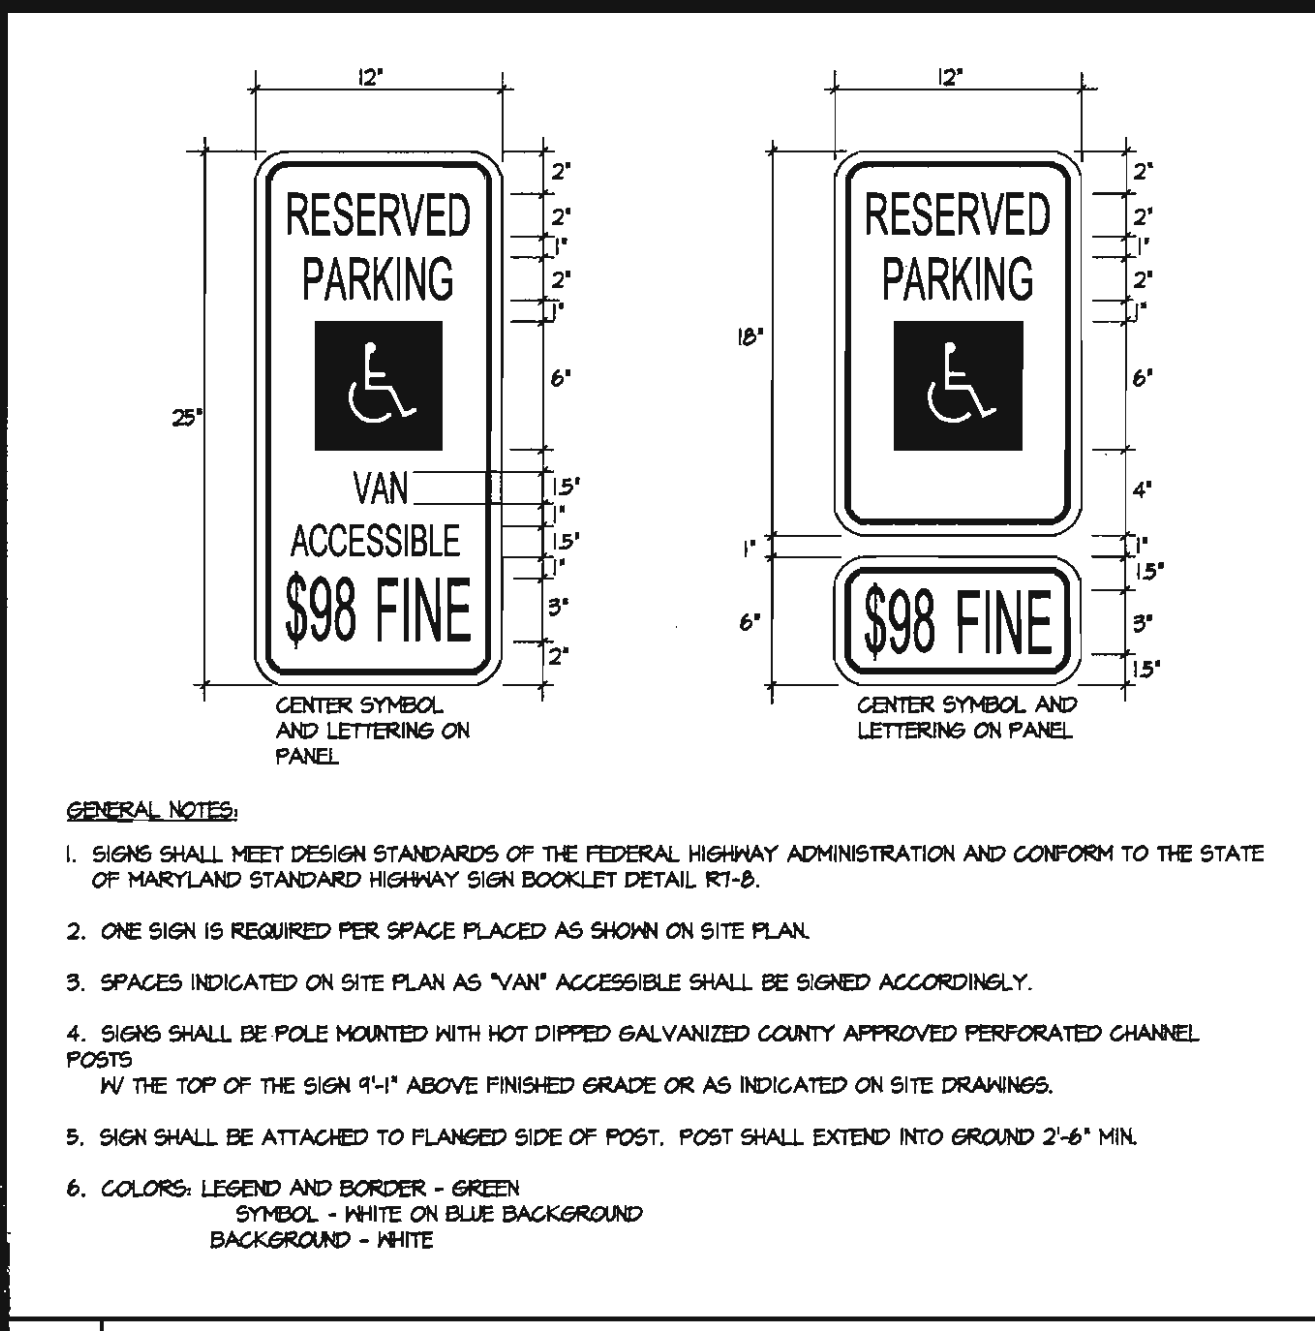 12"
12"
RESERVED
PARKING
VAN
ACCESSIBLE
$98 FINE
25"
2"
2"
1"
2"
1"
6"
1.5"
1"
1.5"
1"
3"
2"
CENTER SYMBOL
AND LETTERING ON
PANEL
RESERVED
PARKING
$98 FINE
18"
1"
6"
2"
2"
1"
2"
1"
6"
4"
1"
1.5"
3"
1.5"
CENTER SYMBOL AND
LETTERING ON PANEL
GENERAL NOTES:
1. SIGNS SHALL MEET DESIGN STANDARDS OF THE FEDERAL HIGHWAY ADMINISTRATION AND CONFORM TO THE STATE
OF MARYLAND STANDARD HIGHWAY SIGN BOOKLET DETAIL R7-8.
2. ONE SIGN IS REQUIRED PER SPACE PLACED AS SHOWN ON SITE PLAN.
3. SPACES INDICATED ON SITE PLAN AS "VAN" ACCESSIBLE SHALL BE SIGNED ACCORDINGLY.
4. SIGNS SHALL BE POLE MOUNTED WITH HOT DIPPED GALVANIZED COUNTY APPROVED PERFORATED CHANNEL
POSTS
W/ THE TOP OF THE SIGN 9'-1" ABOVE FINISHED GRADE OR AS INDICATED ON SITE DRAWINGS.
5. SIGN SHALL BE ATTACHED TO FLANGED SIDE OF POST. POST SHALL EXTEND INTO GROUND 2'-6" MIN.
6. COLORS: LEGEND AND BORDER - GREEN
SYMBOL - WHITE ON BLUE BACKGROUND
BACKGROUND - WHITE